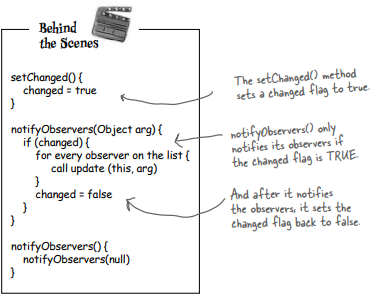 Behind
the Scenes
setChanged() {
changed = true
}
notifyObservers(Object arg) {
if (changed) {
for every observer on the list {
call update (this, arg)
}
changed = false
}
}
notifyObservers() {
notifyObservers(null)
}
The setChanged() method
sets a changed flag to true.
notifyObservers() only
notifies its observers if
the changed flag is TRUE.
And after it notifies
the observers, it sets the
changed flag back to false.